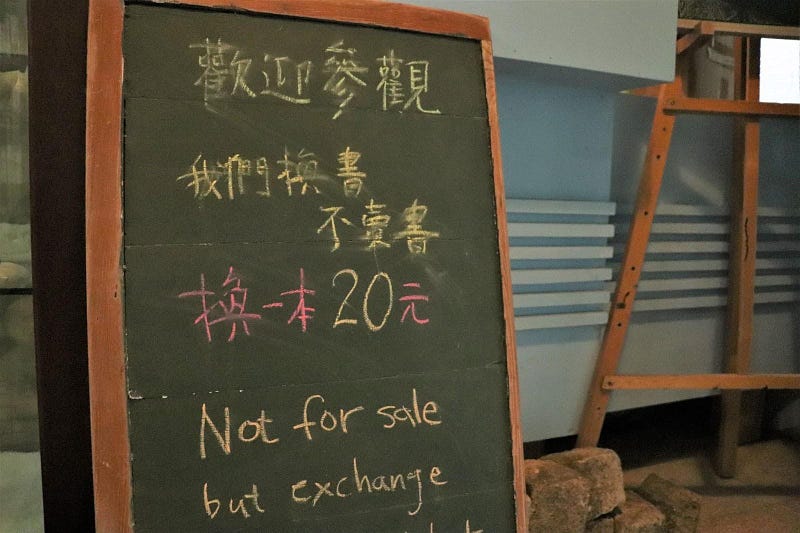 歡迎參觀
我們換書
不賣書
換一本20元
Not for sale
but exchange